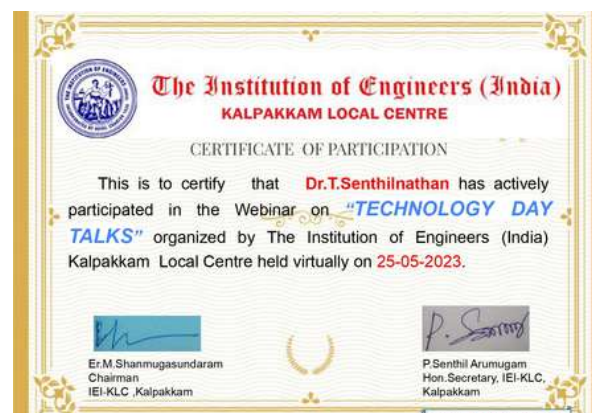 The Institution of Engineers (India)
KALPAKKAM LOCAL CENTRE
CERTIFICATE OF PARTICIPATION
This is to certify that Dr.T.Senthilnathan has actively
participated in the Webinar on "TECHNOLOGY DAY
TALKS" organized by The Institution of Engineers (India)
Kalpakkam Local Centre held virtually on 25-05-2023.
Er.M.Shanmugasundaram
Chairman
IEI-KLC ,Kalpakkam
P.Senthil Arumugam
Hon.Secretary, IEI-KLC,
Kalpakkam